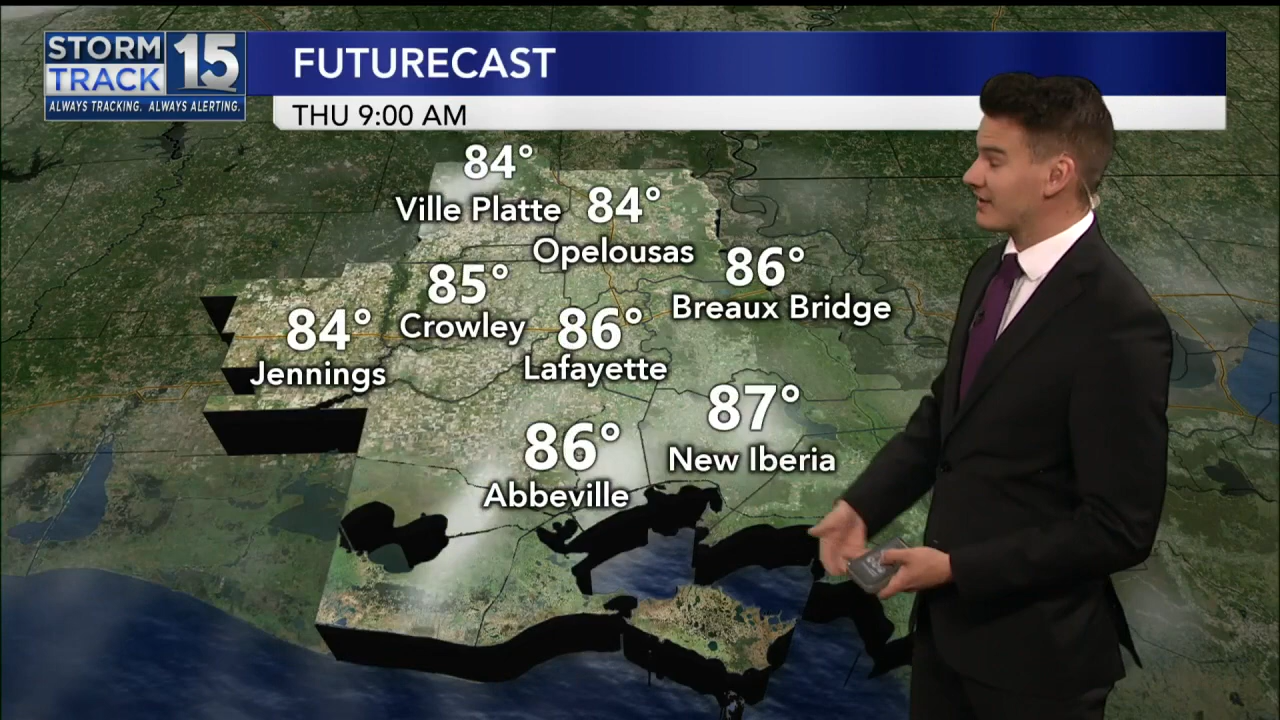 STORM
TRACK
15
ALWAYS TRACKING. ALWAYS ALERTING.
FUTURECAST
THU 9:00 AM
84°
Ville Platte
84°
Opelousas
86°
Breaux Bridge
85°
Crowley
84°
Jennings
86°
Lafayette
87°
New Iberia
86°
Abbeville